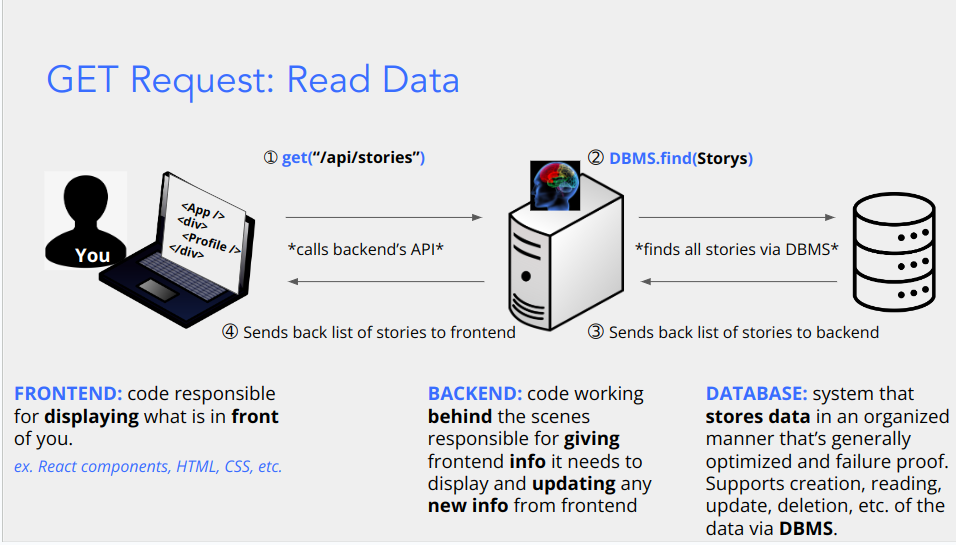 GET Request: Read Data
① get(“/api/stories”)
② DBMS.find(Storys)
<App />
<div>
<Profile />
</div>
You
*calls backend’s API*
*finds all stories via DBMS*
④ Sends back list of stories to frontend
③ Sends back list of stories to backend
FRONTEND: code responsible
for displaying what is in front
of you.
ex. React components, HTML, CSS, etc.
BACKEND: code working
behind the scenes
responsible for giving
frontend info it needs to
display and updating any
new info from frontend
DATABASE: system that
stores data in an organized
manner that’s generally
optimized and failure proof.
Supports creation, reading,
update, deletion, etc. of the
data via DBMS.